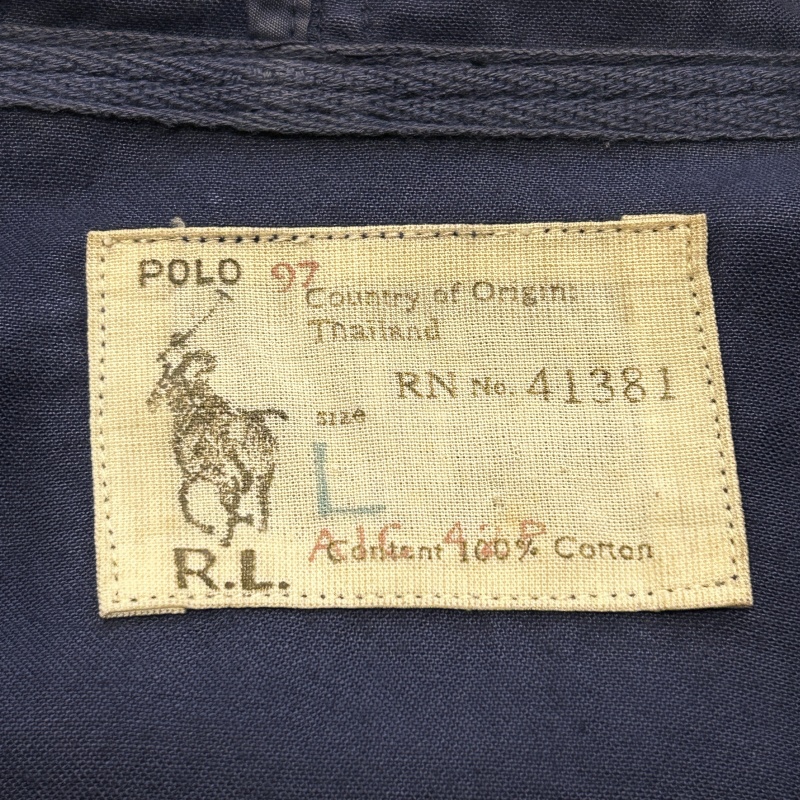 POLO 97
Country of Origin:
Thailand
RN No. 41381
SIZE
L
Content 100% Cotton
R.L.